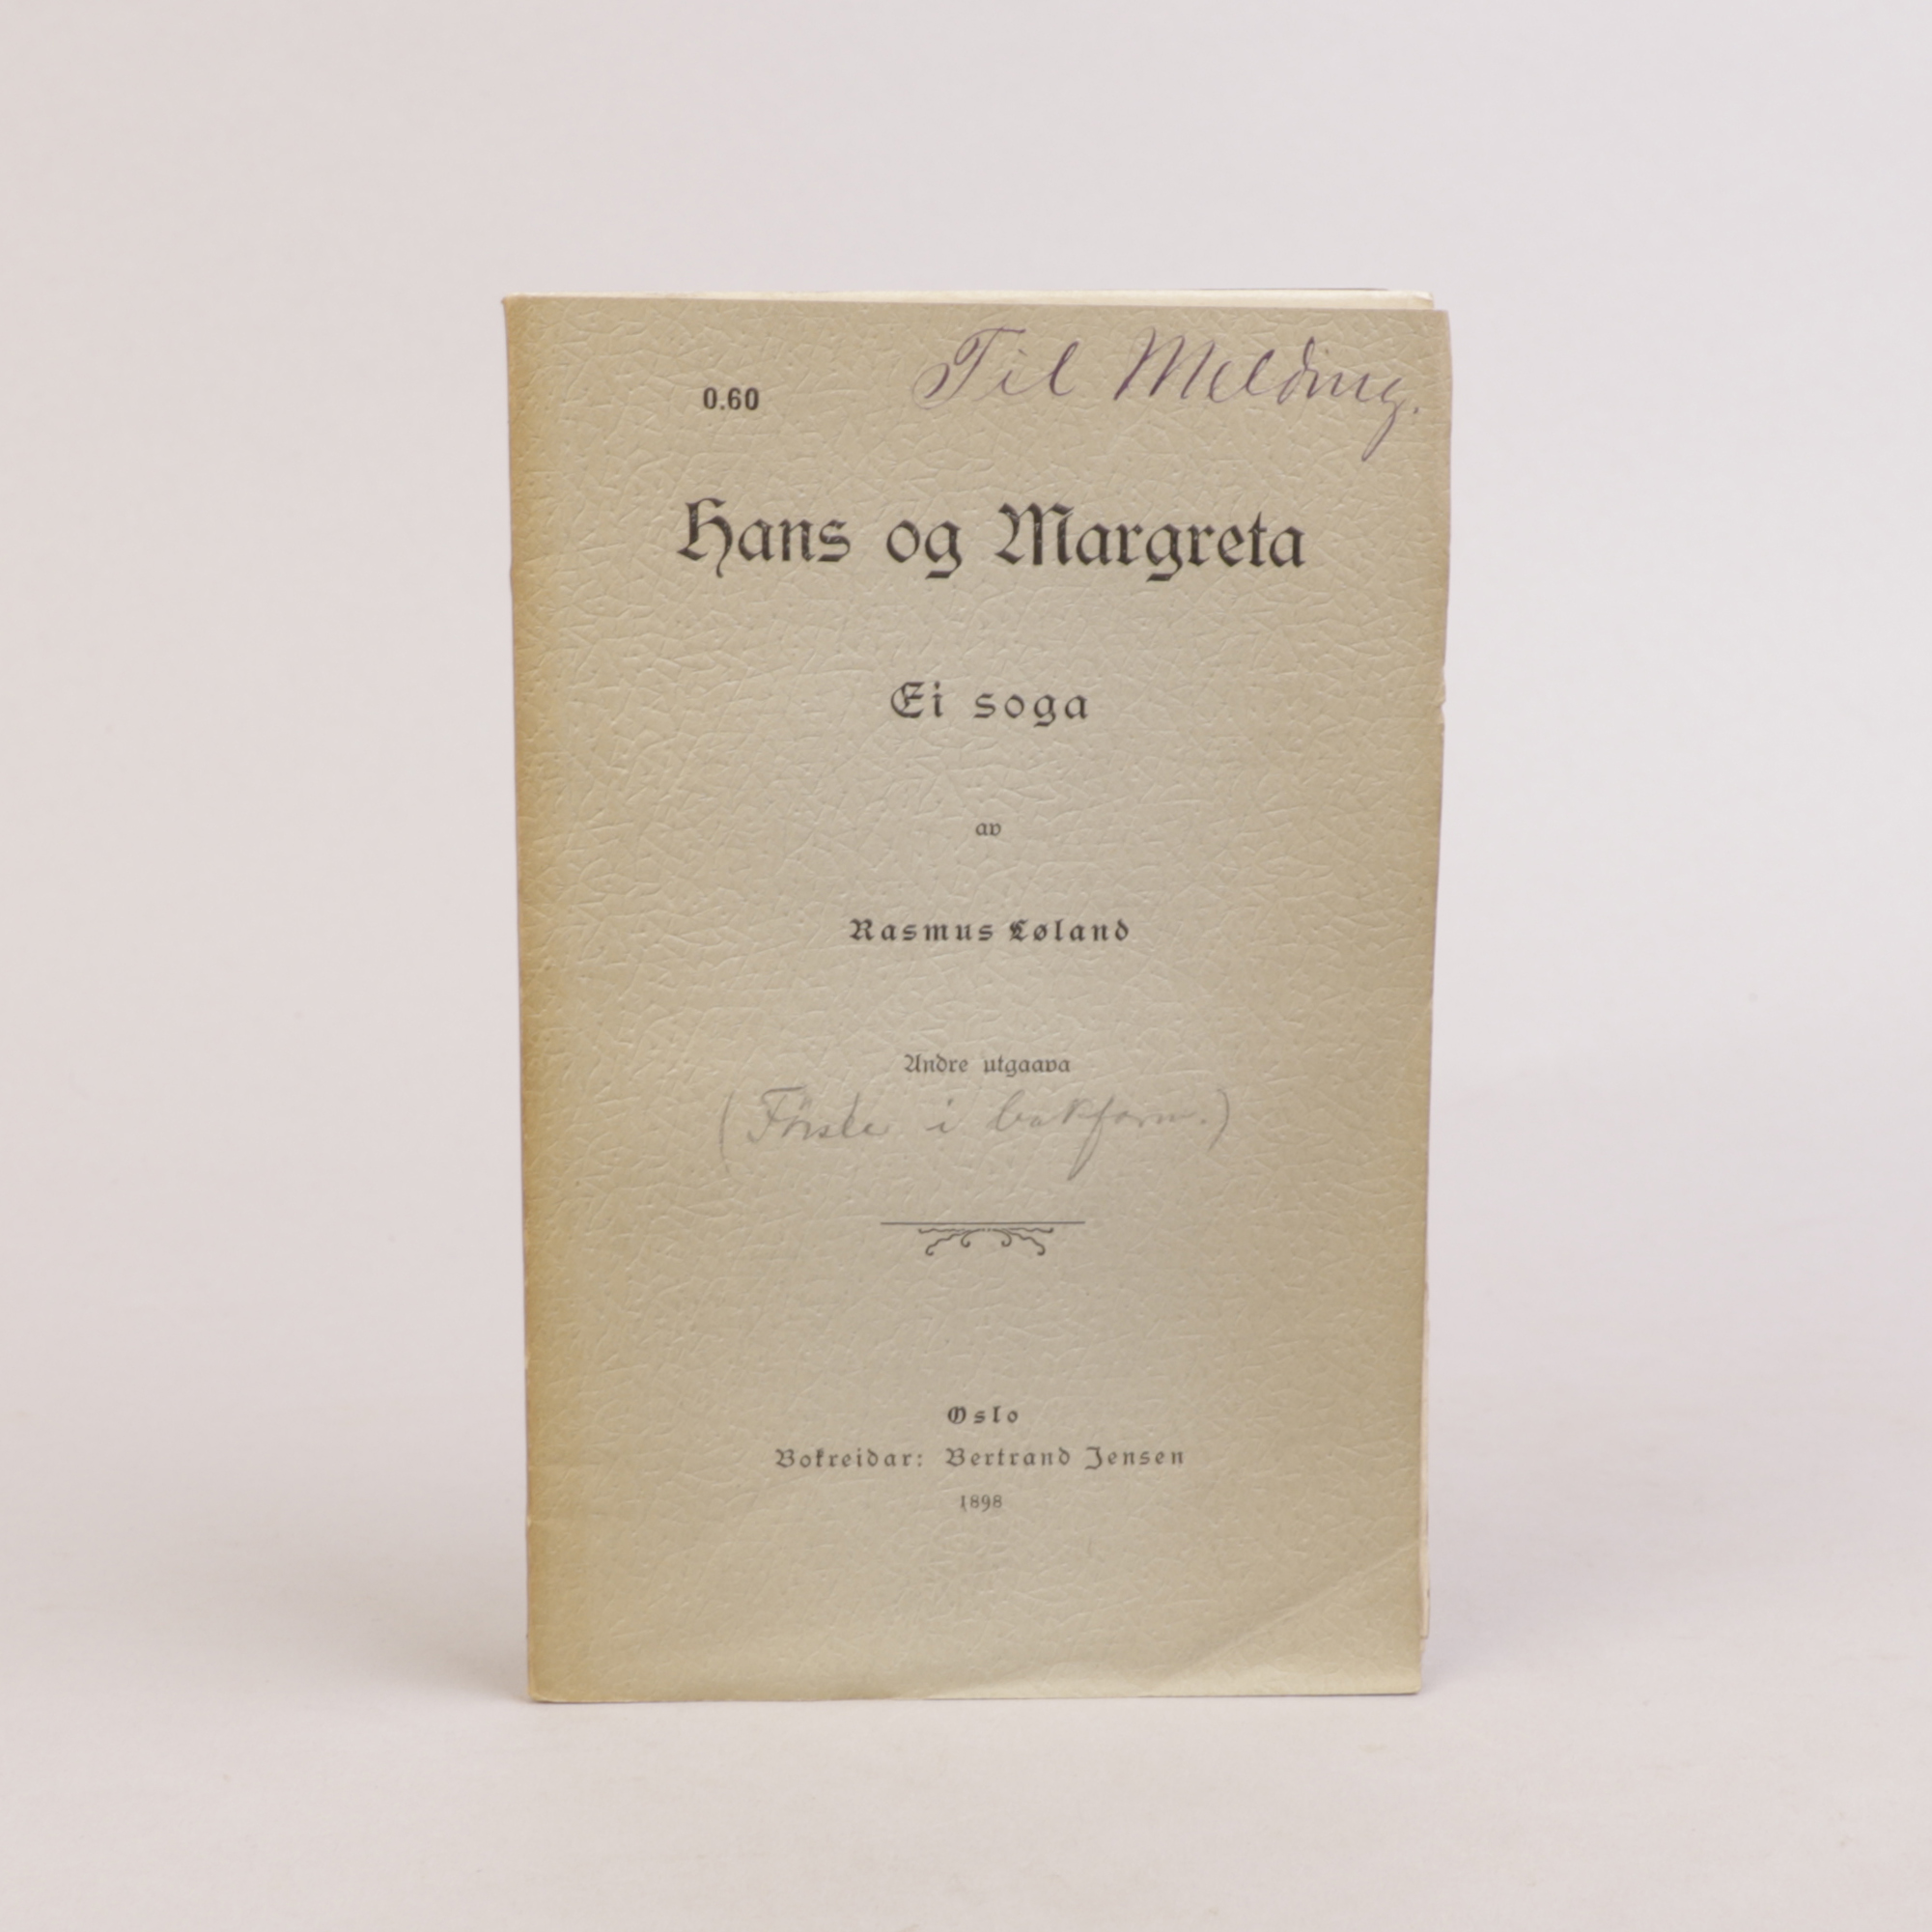 Til Melding.
0.60
Hans og Margreta
Ei soga
av
Rasmus Løland
Andre utgaava
(Förste i bokform.)
Oslo
Bokreidar: Bertrand Jensen
1898